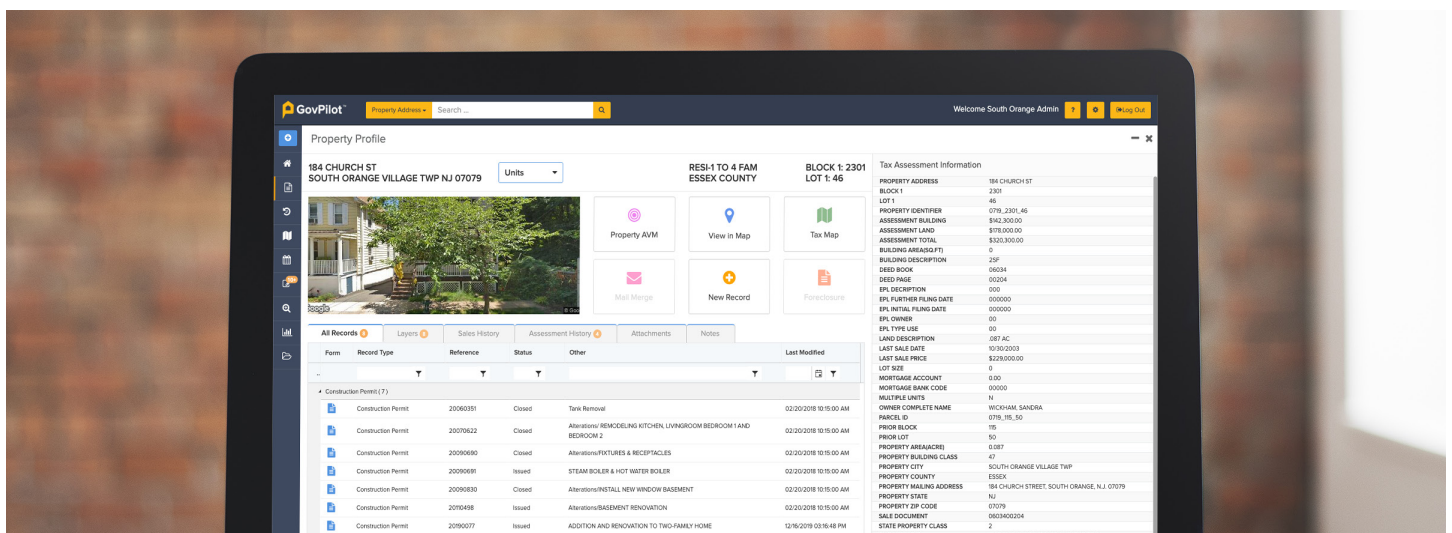 GovPilot™ Property Address Search ... Welcome South Orange Admin ? Log Out
Property Profile
184 CHURCH ST
SOUTH ORANGE VILLAGE TWP NJ 07079
Units
RESI-1 TO 4 FAM
ESSEX COUNTY
BLOCK 1: 2301
LOT 1: 46
Property AVM View in Map Tax Map
Mail Merge New Record Foreclosure
Google
All Records Layers Sales History Assessment History Attachments Notes
Form Record Type Reference Status Other Last Modified
Construction Permit ( 7 )
Construction Permit 20060351 Closed Tank Removal 02/20/2018 10:15:00 AM
Construction Permit 20070622 Closed Alterations/ REMODELING KITCHEN, LIVINGROOM BEDROOM 1 AND
BEDROOM 2 02/20/2018 10:15:00 AM
Construction Permit 20090690 Closed Alterations/FIXTURES & RECEPTACLES 02/20/2018 10:15:00 AM
Construction Permit 20090691 Issued STEAM BOILER & HOT WATER BOILER 02/20/2018 10:15:00 AM
Construction Permit 20090830 Closed Alterations/INSTALL NEW WINDOW BASEMENT 02/20/2018 10:15:00 AM
Construction Permit 20110498 Issued Alterations/BASEMENT RENOVATION 02/20/2018 10:15:00 AM
Construction Permit 20190077 Issued ADDITION AND RENOVATION TO TWO-FAMILY HOME 12/16/2019 03:16:48 PM
Tax Assessment Information
PROPERTY ADDRESS 184 CHURCH ST
BLOCK 1 2301
LOT 1 46
PROPERTY IDENTIFIER 0719_2301_46
ASSESSMENT BUILDING $142,300.00
ASSESSMENT LAND $178,000.00
ASSESSMENT TOTAL $320,300.00
BUILDING AREA(SQ.FT) 0
BUILDING DESCRIPTION 2SF
DEED BOOK 06034
DEED PAGE 00204
EPL DECRIPTION 000
EPL FURTHER FILING DATE 000000
EPL INITIAL FILING DATE 000000
EPL OWNER 00
EPL TYPE USE 00
LAND DESCRIPTION .087 AC
LAST SALE DATE 10/30/2003
LAST SALE PRICE $229,000.00
LOT SIZE 0
MORTGAGE ACCOUNT 0.00
MORTGAGE BANK CODE 00000
MULTIPLE UNITS N
OWNER COMPLETE NAME WICKHAM, SANDRA
PARCEL ID 0719_115_50
PRIOR BLOCK 115
PRIOR LOT 50
PROPERTY AREA(ACRE) 0.087
PROPERTY BUILDING CLASS 47
PROPERTY CITY SOUTH ORANGE VILLAGE TWP
PROPERTY COUNTY ESSEX
PROPERTY MAILING ADDRESS 184 CHURCH STREET, SOUTH ORANGE, N.J. 07079
PROPERTY STATE NJ
PROPERTY ZIP CODE 07079
SALE DOCUMENT 0603400204
STATE PROPERTY CLASS 2